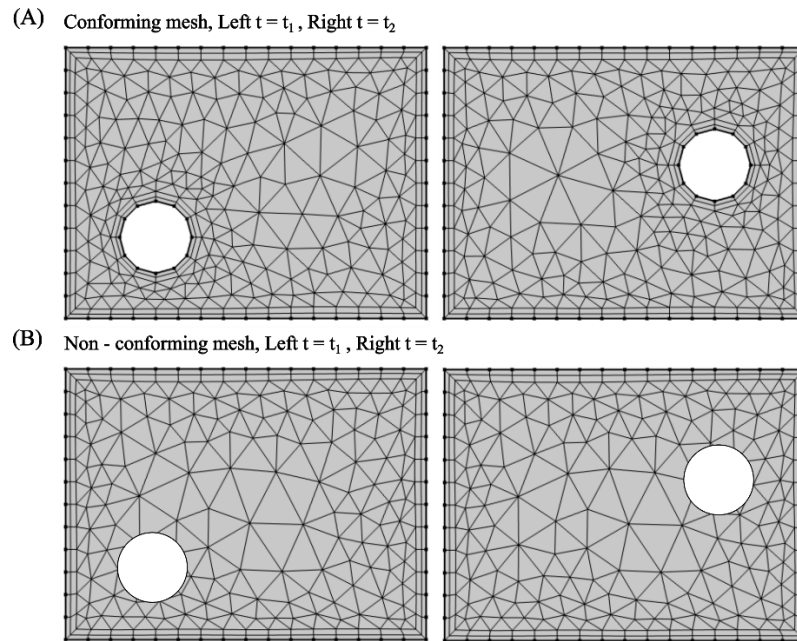 (A) Conforming mesh, Left t = t₁ , Right t = t₂
(B) Non - conforming mesh, Left t = t₁ , Right t = t₂